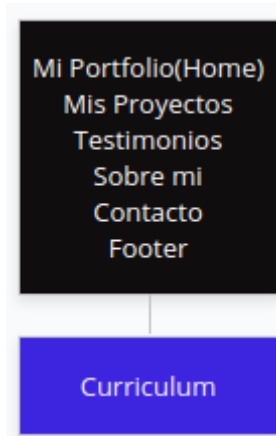 Mi Portfolio(Home)
Mis Proyectos
Testimonios
Sobre mi
Contacto
Footer
Curriculum